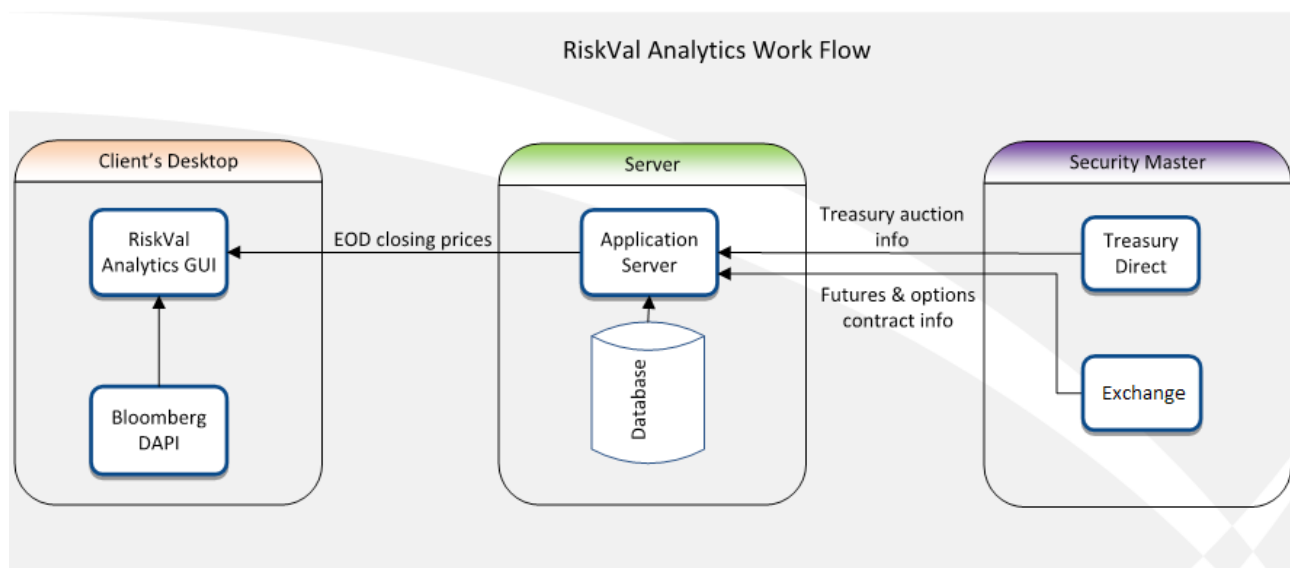 RiskVal Analytics Work Flow
Client's Desktop
Server
Security Master
RiskVal
Analytics GUI
EOD closing prices
Application
Server
Treasury auction
info
Treasury
Direct
Futures & options
contract info
Bloomberg
DAPI
Database
Exchange